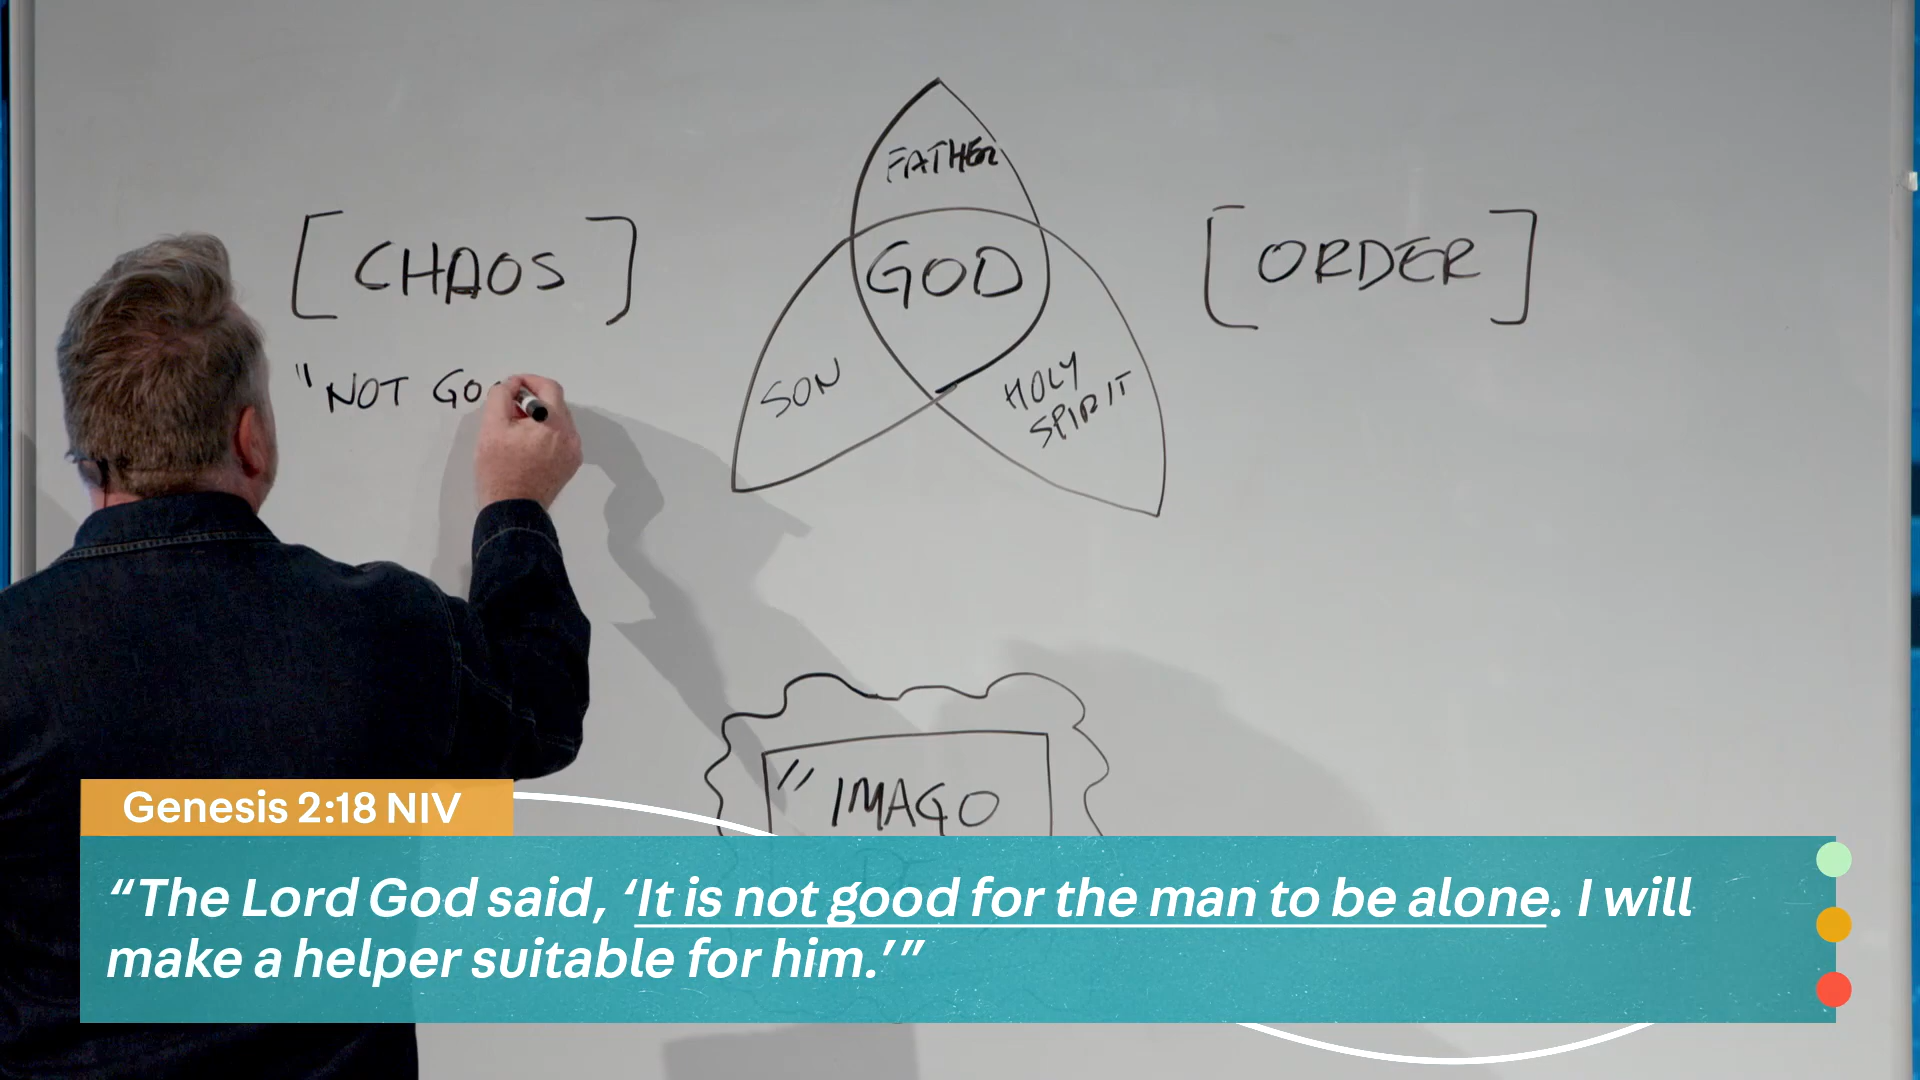 FATHER
[CHAOS]
GOD
[ORDER]
"NOT GO
SON
HOLY
SPIRIT
" IMAGO
Genesis 2:18 NIV
“The Lord God said, ‘It is not good for the man to be alone. I will
make a helper suitable for him.’”